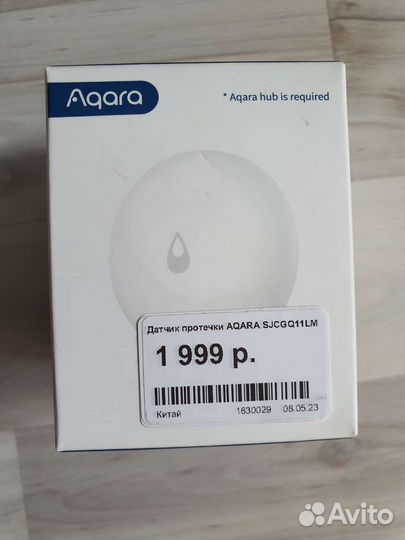 Aqara
* Aqara hub is required
Датчик протечки AQARA SJCGQ11LM
1 999 р.
Китай 1630029 08.05.23
Avito